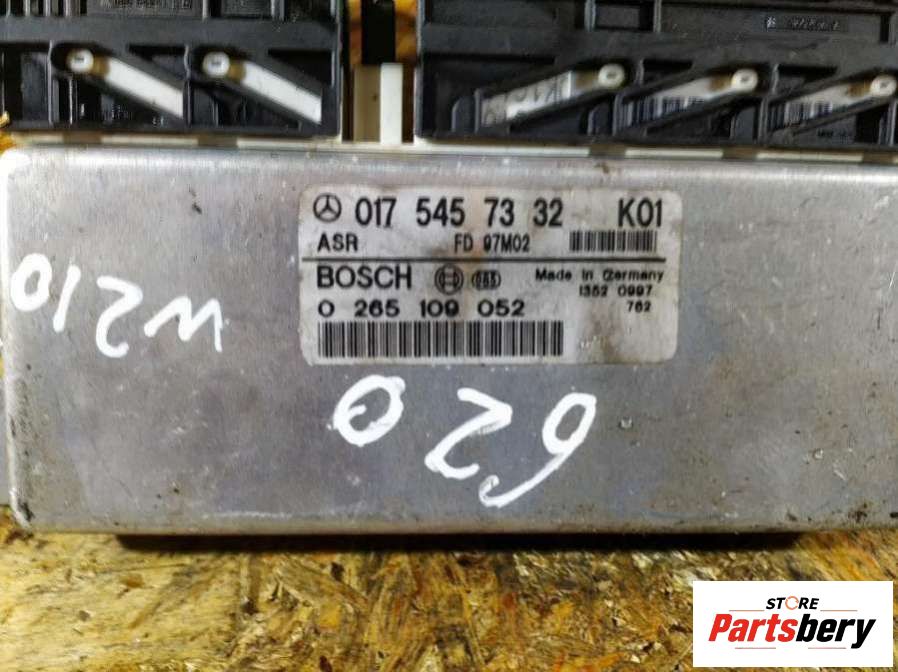 017 545 73 32 K01
ASR FD 97M02
BOSCH Made in Germany
1352 0997
0 265 109 052 762
W210
620
STORE
Partsbery